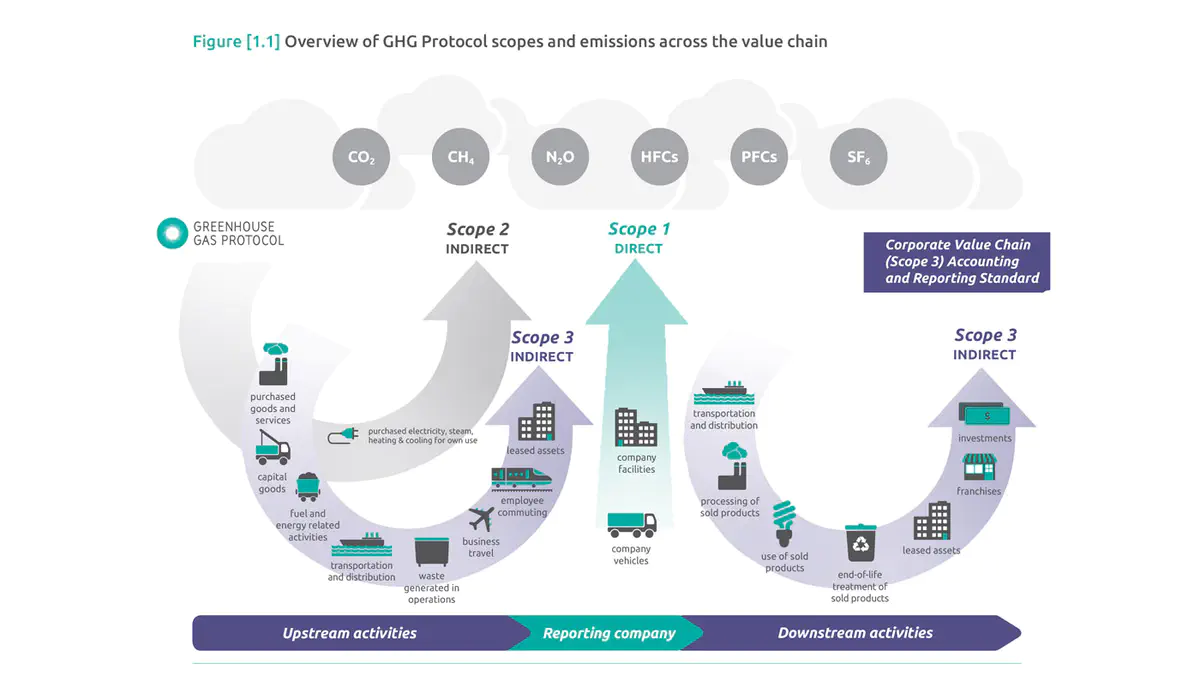 Figure [1.1] Overview of GHG Protocol scopes and emissions across the value chain
CO₂
CH₄
N₂O
HFCs
PFCs
SF₆
GREENHOUSE
GAS PROTOCOL
Scope 2
INDIRECT
Scope 1
DIRECT
Corporate Value Chain
(Scope 3) Accounting
and Reporting Standard
Scope 3
INDIRECT
Scope 3
INDIRECT
purchased
goods and
services
capital
goods
fuel and
energy related
activities
transportation
and distribution
waste
generated in
operations
business
travel
employee
commuting
leased assets
purchased electricity, steam,
heating & cooling for own use
company
facilities
company
vehicles
transportation
and distribution
processing of
sold products
use of sold
products
end-of-life
treatment of
sold products
leased assets
franchises
$
investments
Upstream activities
Reporting company
Downstream activities